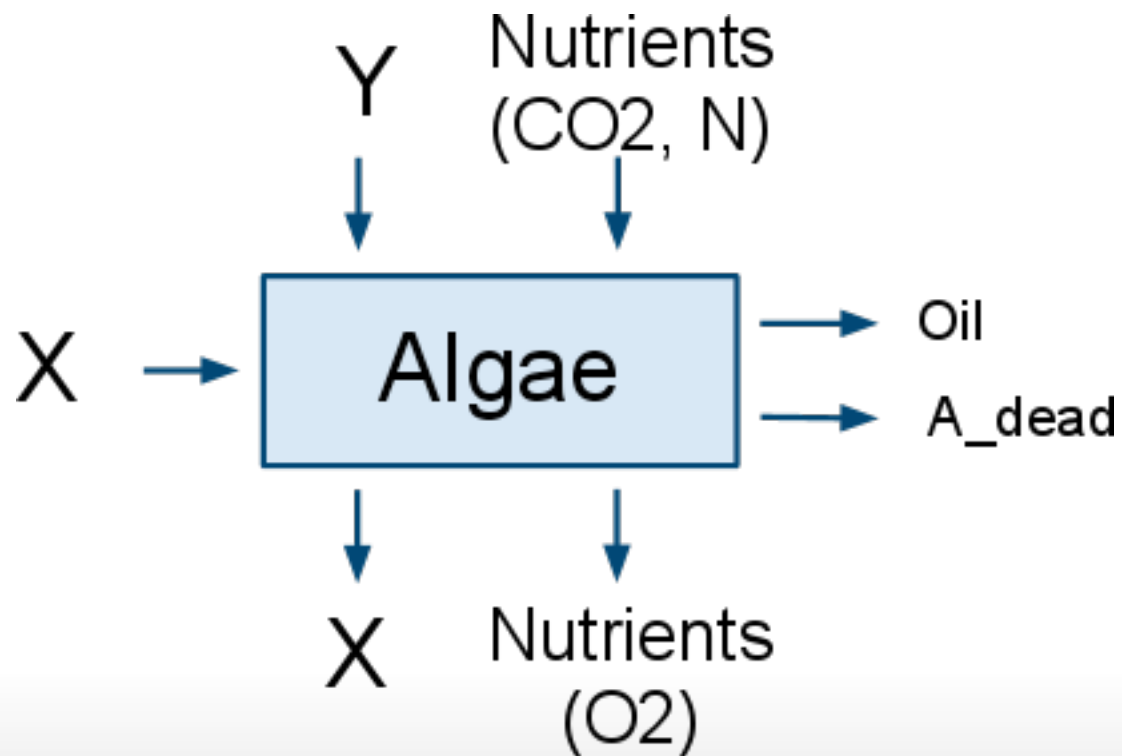 Y
Nutrients
(CO2, N)
X
Algae
Oil
A_dead
X
Nutrients
(O2)